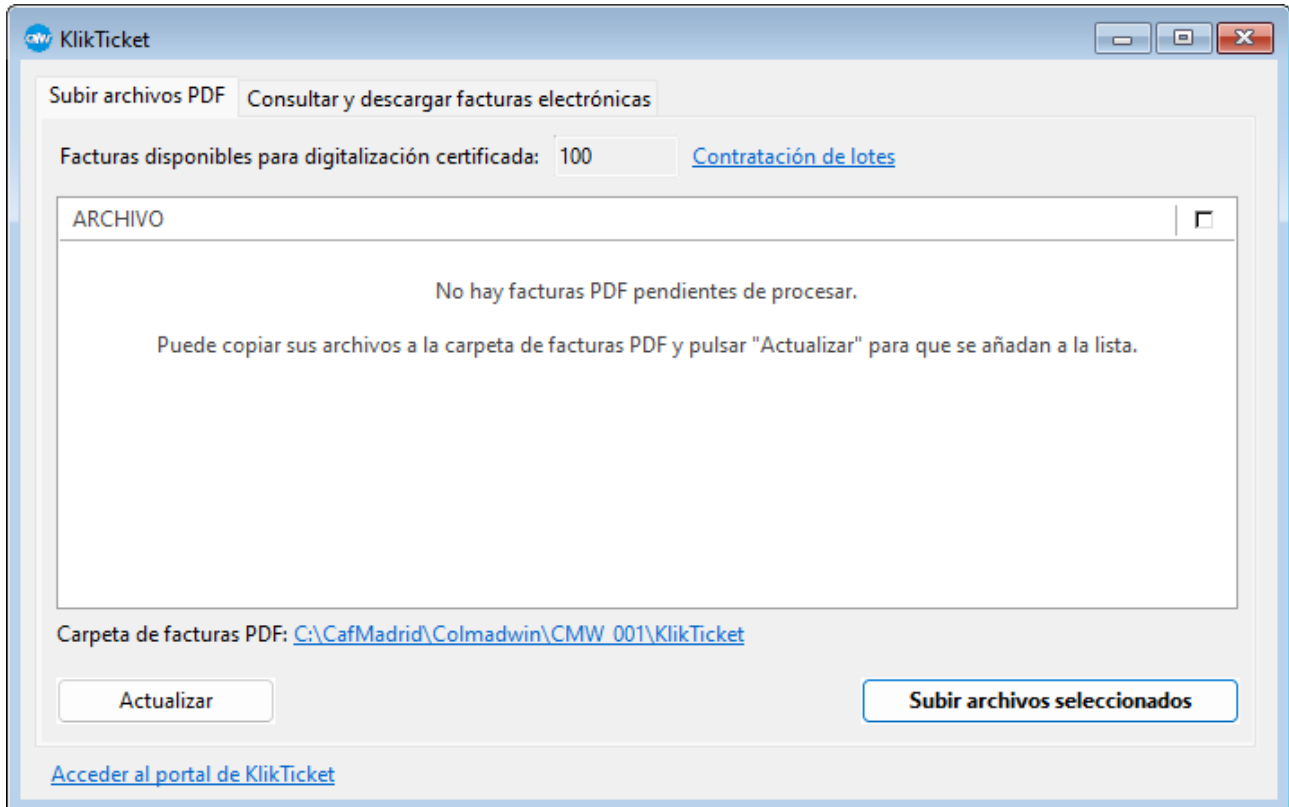 KlikTicket
Subir archivos PDF Consultar y descargar facturas electrónicas
Facturas disponibles para digitalización certificada: 100 Contratación de lotes
ARCHIVO
No hay facturas PDF pendientes de procesar.
Puede copiar sus archivos a la carpeta de facturas PDF y pulsar "Actualizar" para que se añadan a la lista.
Carpeta de facturas PDF: C:\CafMadrid\Colmadwin\CMW_001\KlikTicket
Actualizar Subir archivos seleccionados
Acceder al portal de KlikTicket